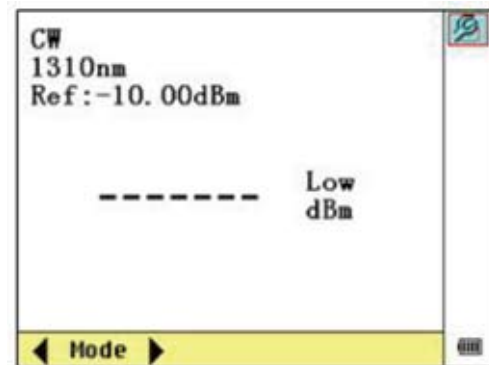 CW
1310nm
Ref:-10.00dBm
------- Low
dBm
Mode